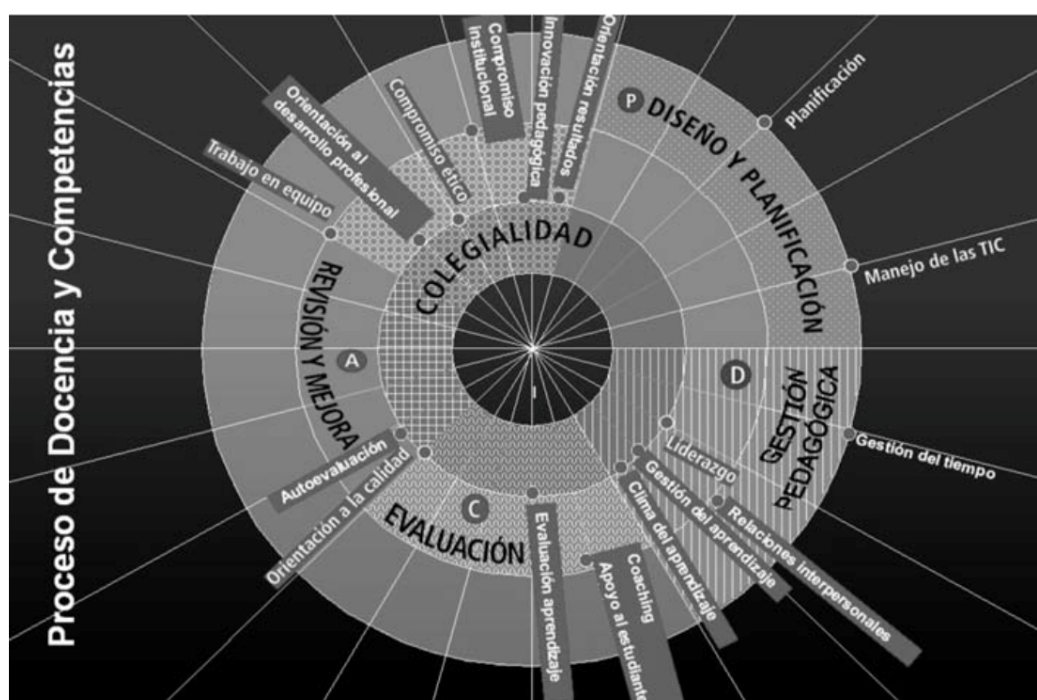 Proceso de Docencia y Competencias
Compromiso
institucional
Innovación pedagógica
Orientación resultados
P
DISEÑO Y PLANIFICACIÓN
Planificación
Manejo de las TIC
D
GESTIÓN
PEDAGÓGICA
Gestión del tiempo
Liderazgo
Relaciones interpersonales
Gestión del aprendizaje
Clima del aprendizaje
Coaching
Apoyo al estudiante
Evaluación aprendizaje
C
EVALUACIÓN
Orientación a la calidad
Autoevaluación
A
REVISIÓN Y MEJORA
Trabajo en equipo
Orientación al
desarrollo profesional
Compromiso etico
COLEGIALIDAD
I